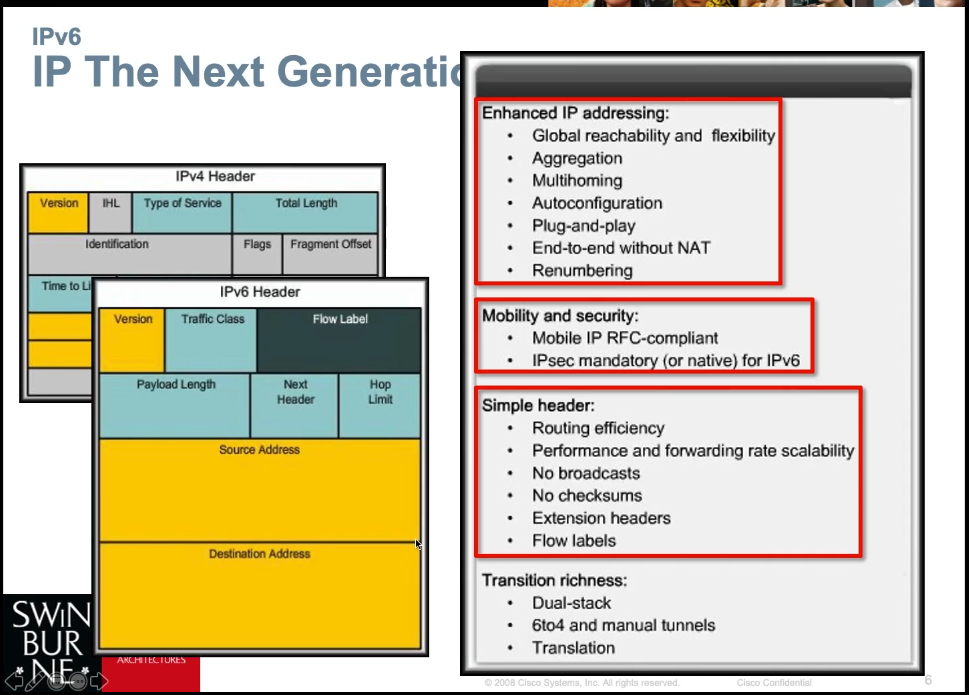 IPv6
IP The Next Generatio
IPv4 Header
Version IHL Type of Service Total Length
Identification Flags Fragment Offset
Time to Li
IPv6 Header
Version Traffic Class Flow Label
Payload Length Next Header Hop Limit
Source Address
Destination Address
Enhanced IP addressing:
• Global reachability and flexibility
• Aggregation
• Multihoming
• Autoconfiguration
• Plug-and-play
• End-to-end without NAT
• Renumbering
Mobility and security:
• Mobile IP RFC-compliant
• IPsec mandatory (or native) for IPv6
Simple header:
• Routing efficiency
• Performance and forwarding rate scalability
• No broadcasts
• No checksums
• Extension headers
• Flow labels
Transition richness:
• Dual-stack
• 6to4 and manual tunnels
• Translation
SWIN
BUR
NE
ARCHITECTURES
© 2008 Cisco Systems, Inc. All rights reserved. Cisco Confidential 6